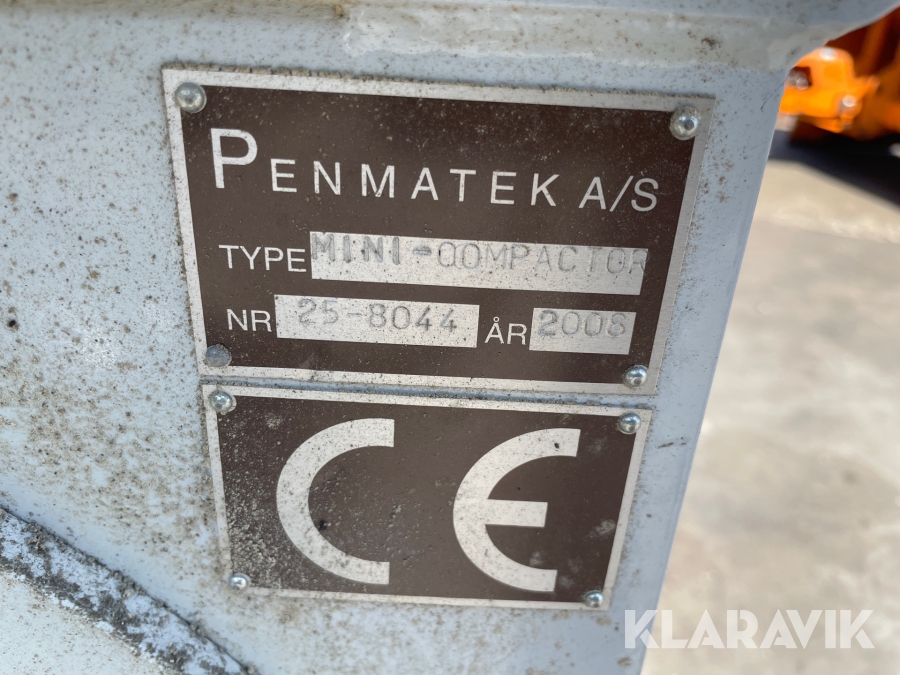 PENMATEK A/S
TYPE MINI-COMPACTOR
NR 25-8044 ÅR 2008
CE
KLARAVIK